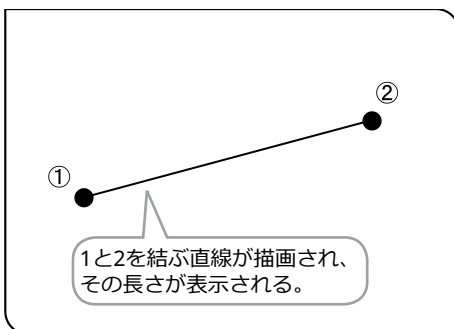 ②
①
1と2を結ぶ直線が描画され、
その長さが表示される。